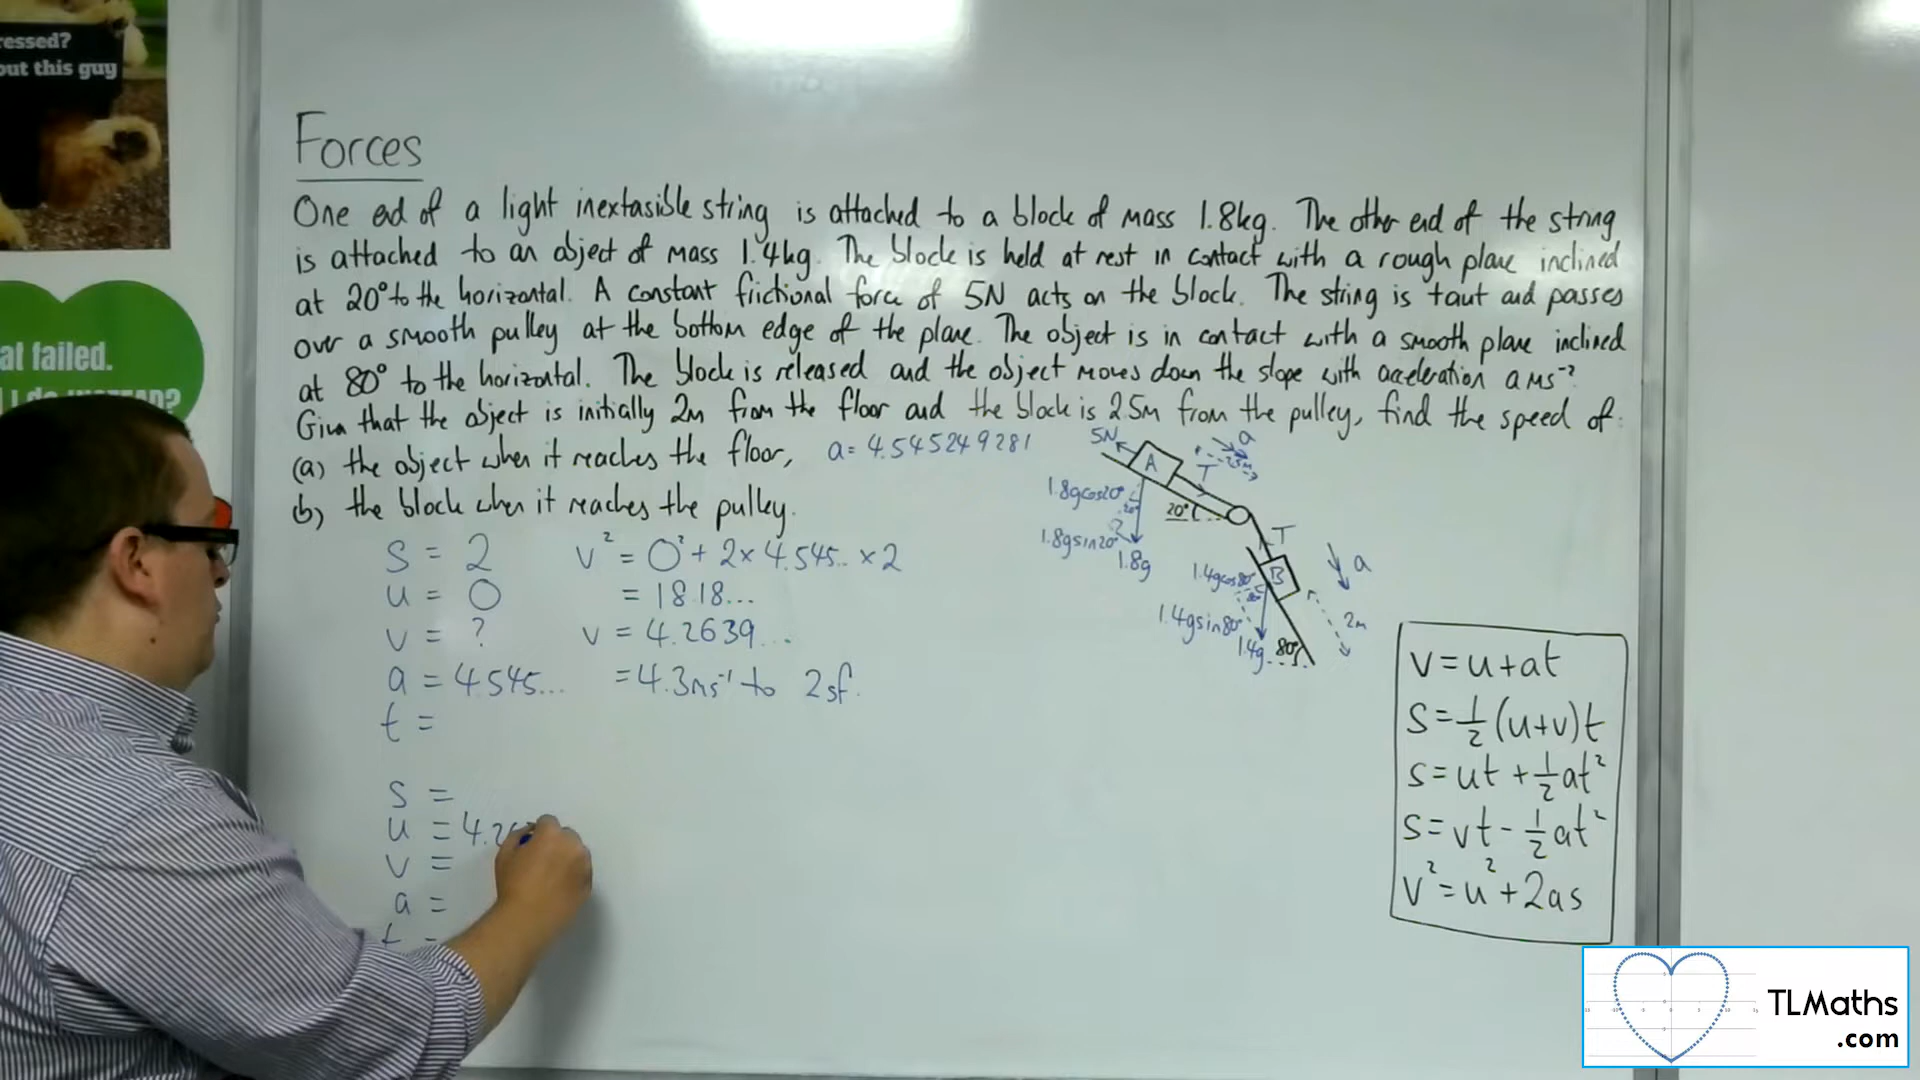 essed?
out this guy
at failed.
Forces
One end of a light inextensible string is attached to a block of mass 1.8kg. The other end of the string
is attached to an object of mass 1.4kg. The block is held at rest in contact with a rough plane inclined
at 20° to the horizontal. A constant frictional force of 5N acts on the block. The string is taut and passes
over a smooth pulley at the bottom edge of the plane. The object is in contact with a smooth plane inclined
at 80° to the horizontal. The block is released and the object moves down the slope with acceleration a ms⁻².
Given that the object is initially 2m from the floor and the block is 2.5m from the pulley, find the speed of:
(a) the object when it reaches the floor, a = 4.545249281
(b) the block when it reaches the pulley.
5N
A
T
a
2.5m
1.8gcos20°
20°
1.8gsin20°
1.8g
20°
T
B
a
1.4gcos80°
80°
1.4gsin80°
1.4g
80°
2m
s = 2 v² = 0² + 2 × 4.545.. × 2
u = 0 = 18.18...
v = ? v = 4.2639...
a = 4.545... = 4.3ms⁻¹ to 2sf.
t =
s =
u = 4.2
v =
a =
t =
v = u + at
s = ½(u+v)t
s = ut + ½at²
s = vt - ½at²
v² = u² + 2as
TLMaths
.com